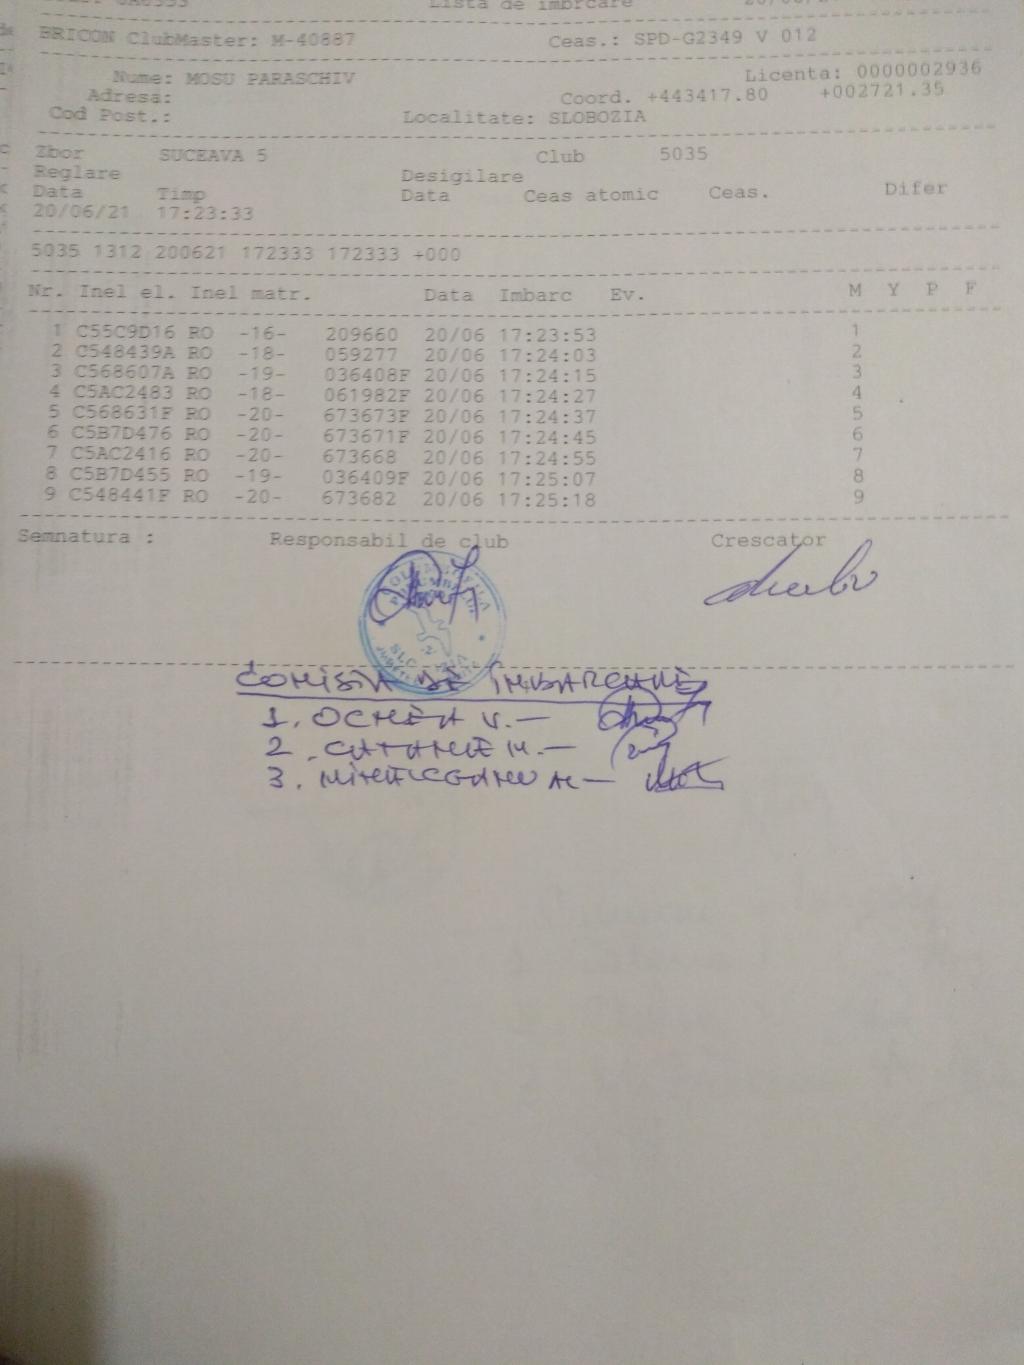 Lista de imbrcare
BRICON ClubMaster: M-40887 Ceas.: SPD-G2349 V 012
Nume: MOSU PARASCHIV Licenta: 0000002936
Adresa: Coord. +443417.80 +002721.35
Cod Post.: Localitate: SLOBOZIA
Zbor SUCEAVA 5 Club 5035
Reglare Desigilare
Data Timp Data Ceas atomic Ceas. Difer
20/06/21 17:23:33
5035 1312 200621 172333 172333 +000
Nr. Inel el. Inel matr. Data Imbarc Ev. M Y P F
1 C55C9D16 RO -16- 209660 20/06 17:23:53 1
2 C548439A RO -18- 059277 20/06 17:24:03 2
3 C568607A RO -19- 036408F 20/06 17:24:15 3
4 C5AC2483 RO -18- 061982F 20/06 17:24:27 4
5 C568631F RO -20- 673673F 20/06 17:24:37 5
6 C5B7D476 RO -20- 673671F 20/06 17:24:45 6
7 C5AC2416 RO -20- 673668 20/06 17:24:55 7
8 C5B7D455 RO -19- 036409F 20/06 17:25:07 8
9 C548441F RO -20- 673682 20/06 17:25:18 9
Semnatura : Responsabil de club Crescator
COMISIA DE ÎMBARCARE
1. OCHEA V. —
2. M. —
3. —